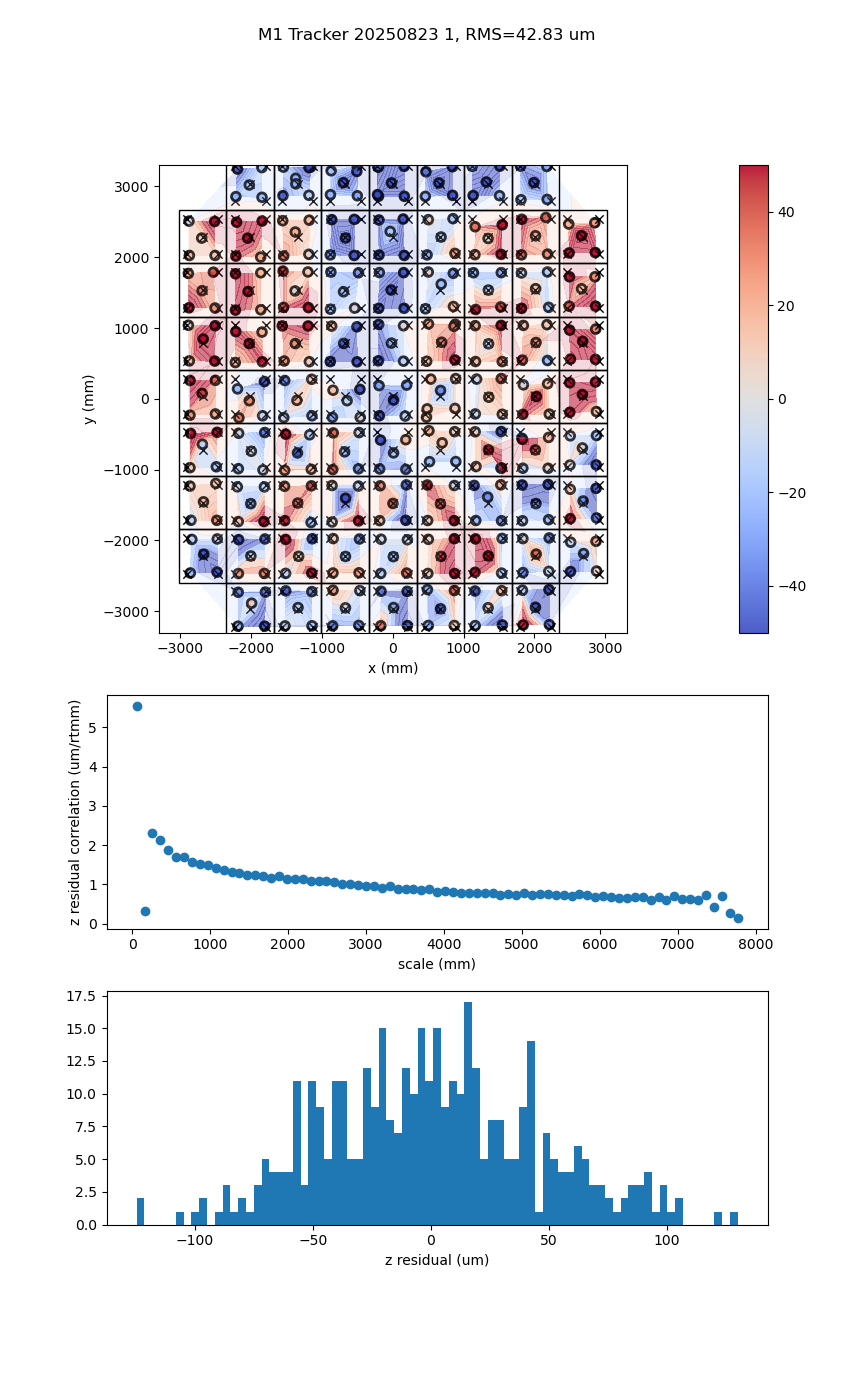 M1 Tracker 20250823 1, RMS=42.83 um
3000
2000
1000
0
−1000
−2000
−3000
y (mm)
−3000 −2000 −1000 0 1000 2000 3000
x (mm)
40
20
0
−20
−40
5
4
3
2
1
0
z residual correlation (um/rtmm)
0 1000 2000 3000 4000 5000 6000 7000 8000
scale (mm)
17.5
15.0
12.5
10.0
7.5
5.0
2.5
0.0
−100 −50 0 50 100
z residual (um)